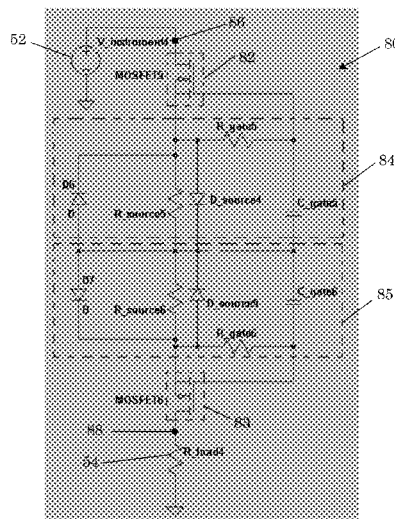 52
V_instrument4
86
80
MOSFET5
82
R_gate5
84
D6
D
D_source4
R_source5
C_gate5
D7
D
D_source5
C_gate6
85
R_source6
R_gate6
MOSFET6
83
88
R_load4
54